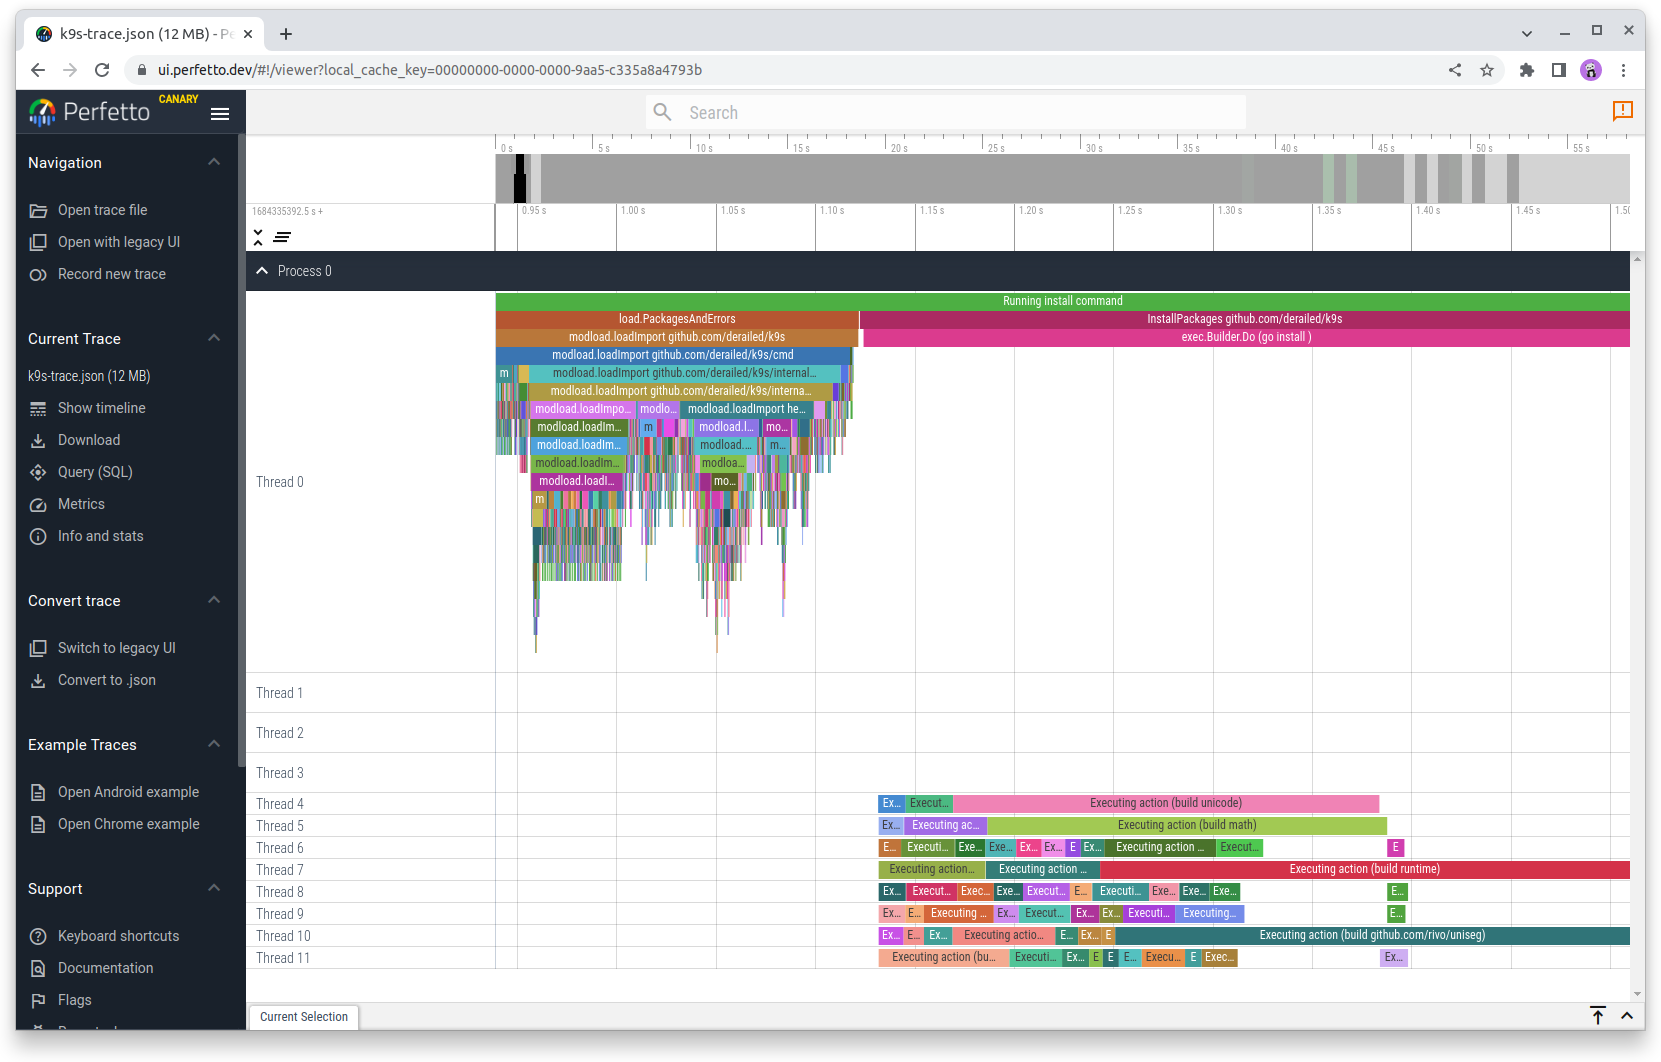 k9s-trace.json (12 MB) - Pe
ui.perfetto.dev/#!/viewer?local_cache_key=00000000-0000-0000-9aa5-c335a8a4793b
Perfetto
CANARY
Search
Navigation
Open trace file
Open with legacy UI
Record new trace
Current Trace
k9s-trace.json (12 MB)
Show timeline
Download
Query (SQL)
Metrics
Info and stats
Convert trace
Switch to legacy UI
Convert to .json
Example Traces
Open Android example
Open Chrome example
Support
Keyboard shortcuts
Documentation
Flags
0 s 5 s 10 s 15 s 20 s 25 s 30 s 35 s 40 s 45 s 50 s 55 s
1684335392.5 s +
0.95 s 1.00 s 1.05 s 1.10 s 1.15 s 1.20 s 1.25 s 1.30 s 1.35 s 1.40 s 1.45 s 1.50
Process 0
Thread 0
Running install command
load.PackagesAndErrors InstallPackages github.com/derailed/k9s
modload.loadImport github.com/derailed/k9s exec.Builder.Do (go install )
modload.loadImport github.com/derailed/k9s/cmd
m modload.loadImport github.com/derailed/k9s/internal...
modload.loadImport github.com/derailed/k9s/interna...
modload.loadImpo... modlo... modload.loadImport he...
modload.loadIm... m modload.l... mo...
modload.loadIm... modload.... m...
modload.loadIm... modloa...
modload.loadI... mo...
m
Thread 1
Thread 2
Thread 3
Thread 4 Ex... Execut... Executing action (build unicode)
Thread 5 Ex... Executing ac... Executing action (build math)
Thread 6 E... Executi... Exe... Exe... Ex... Ex... E Ex... Executing action ... Execut... E
Thread 7 Executing action... Executing action ... Executing action (build runtime)
Thread 8 Ex... Execut... Exec... Exe... Execut... E... Executi... Exe... Exe... Exe... E...
Thread 9 Ex... E... Executing ... Ex... Execut... Ex... Ex... Executi... Executing... E...
Thread 10 Ex... E... Ex... Executing actio... E... Ex... E Executing action (build github.com/rivo/uniseg)
Thread 11 Executing action (bu... Executi... Ex... E E E... Execu... E Exec... Ex...
Current Selection